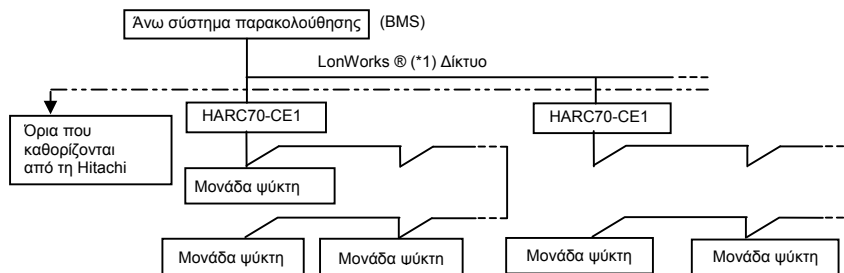 Άνω σύστημα παρακολούθησης (BMS)
LonWorks ® (*1) Δίκτυο
HARC70-CE1
HARC70-CE1
Όρια που
καθορίζονται
από τη Hitachi
Μονάδα ψύκτη
Μονάδα ψύκτη
Μονάδα ψύκτη
Μονάδα ψύκτη
Μονάδα ψύκτη